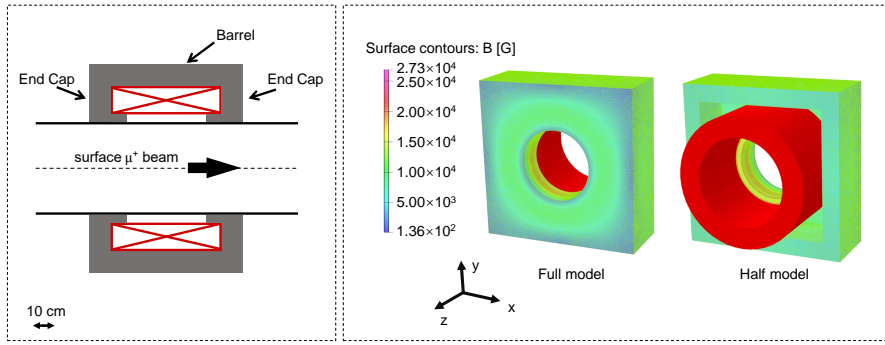 Barrel
End Cap
End Cap
surface μ⁺ beam
10 cm
Surface contours: B [G]
2.73×10⁴
2.50×10⁴
2.00×10⁴
1.50×10⁴
1.00×10⁴
5.00×10³
1.36×10²
y
x
z
Full model
Half model